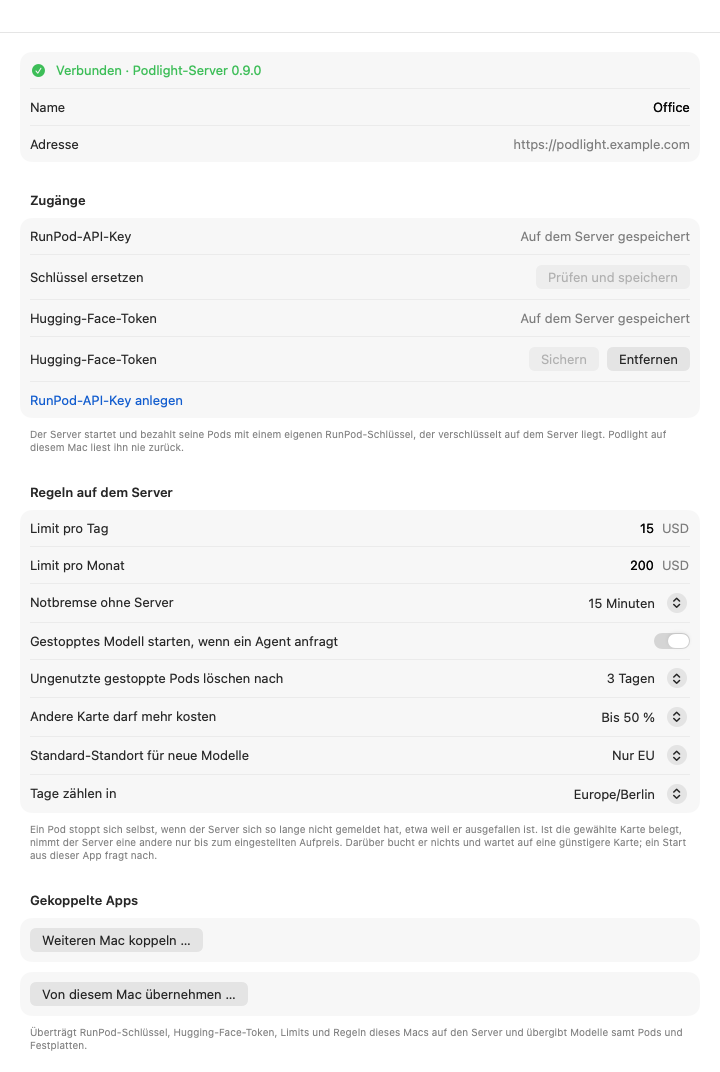 Verbunden · Podlight-Server 0.9.0
Name Office
Adresse https://podlight.example.com
Zugänge
RunPod-API-Key Auf dem Server gespeichert
Schlüssel ersetzen Prüfen und speichern
Hugging-Face-Token Auf dem Server gespeichert
Hugging-Face-Token Sichern Entfernen
RunPod-API-Key anlegen
Der Server startet und bezahlt seine Pods mit einem eigenen RunPod-Schlüssel, der verschlüsselt auf dem Server liegt. Podlight auf
diesem Mac liest ihn nie zurück.
Regeln auf dem Server
Limit pro Tag 15 USD
Limit pro Monat 200 USD
Notbremse ohne Server 15 Minuten
Gestopptes Modell starten, wenn ein Agent anfragt
Ungenutzte gestoppte Pods löschen nach 3 Tagen
Andere Karte darf mehr kosten Bis 50 %
Standard-Standort für neue Modelle Nur EU
Tage zählen in Europe/Berlin
Ein Pod stoppt sich selbst, wenn der Server sich so lange nicht gemeldet hat, etwa weil er ausgefallen ist. Ist die gewählte Karte belegt,
nimmt der Server eine andere nur bis zum eingestellten Aufpreis. Darüber bucht er nichts und wartet auf eine günstigere Karte; ein Start
aus dieser App fragt nach.
Gekoppelte Apps
Weiteren Mac koppeln …
Von diesem Mac übernehmen …
Überträgt RunPod-Schlüssel, Hugging-Face-Token, Limits und Regeln dieses Macs auf den Server und übergibt Modelle samt Pods und
Festplatten.